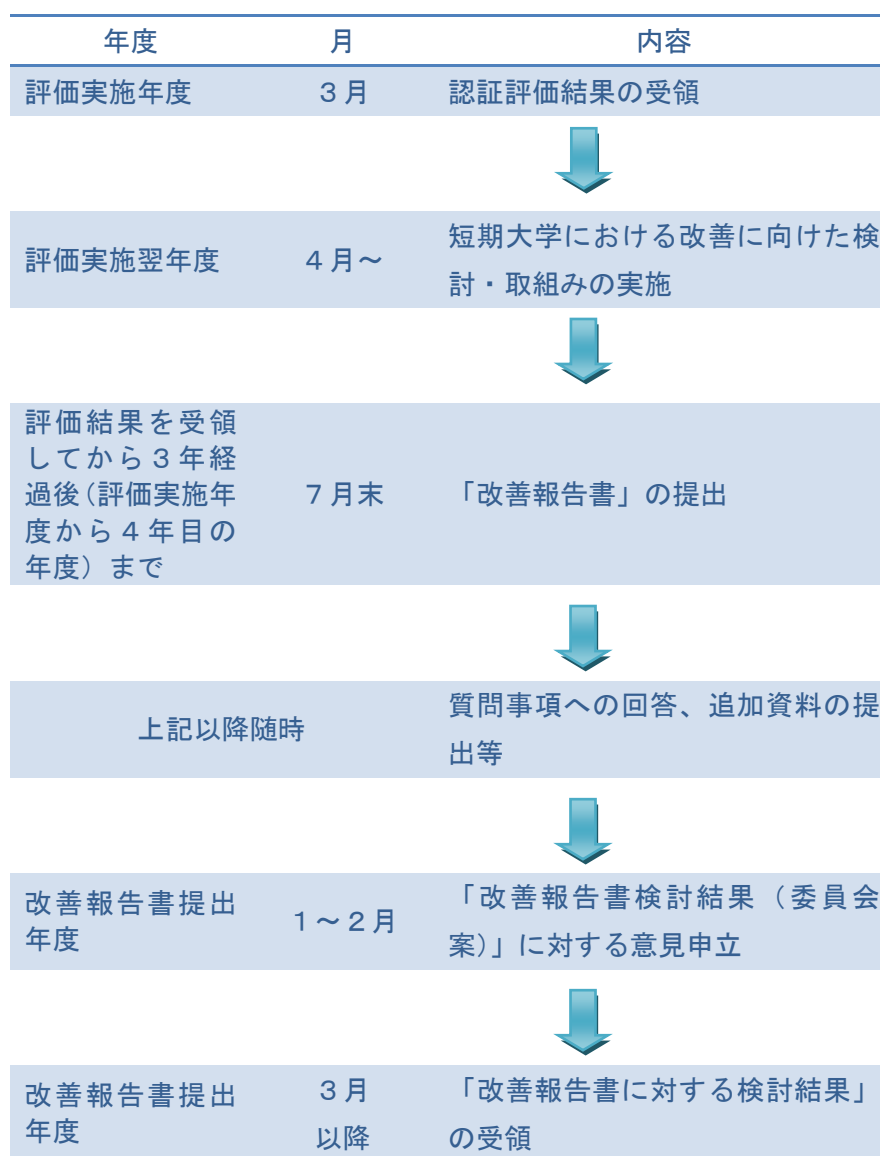 年度 月 内容
評価実施年度 3月 認証評価結果の受領
評価実施翌年度 4月~ 短期大学における改善に向けた検
討・取組みの実施
評価結果を受領
してから3年経
過後(評価実施年
度から4年目の
年度)まで
7月末 「改善報告書」の提出
上記以降随時 質問事項への回答、追加資料の提
出等
改善報告書提出
年度
1~2月 「改善報告書検討結果(委員会
案)」に対する意見申立
改善報告書提出
年度
3月
以降
「改善報告書に対する検討結果」
の受領